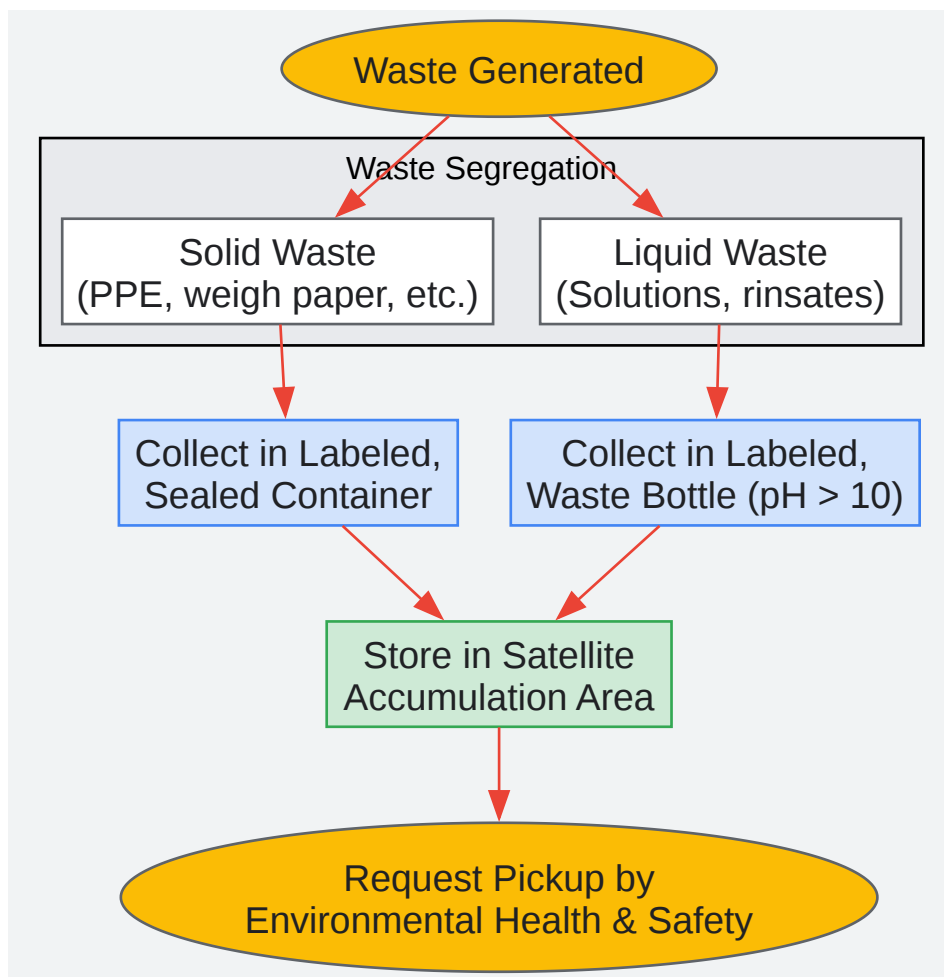 Waste Generated
Waste Segregation
Solid Waste
(PPE, weigh paper, etc.)
Liquid Waste
(Solutions, rinsates)
Collect in Labeled,
Sealed Container
Collect in Labeled,
Waste Bottle (pH > 10)
Store in Satellite
Accumulation Area
Request Pickup by
Environmental Health & Safety